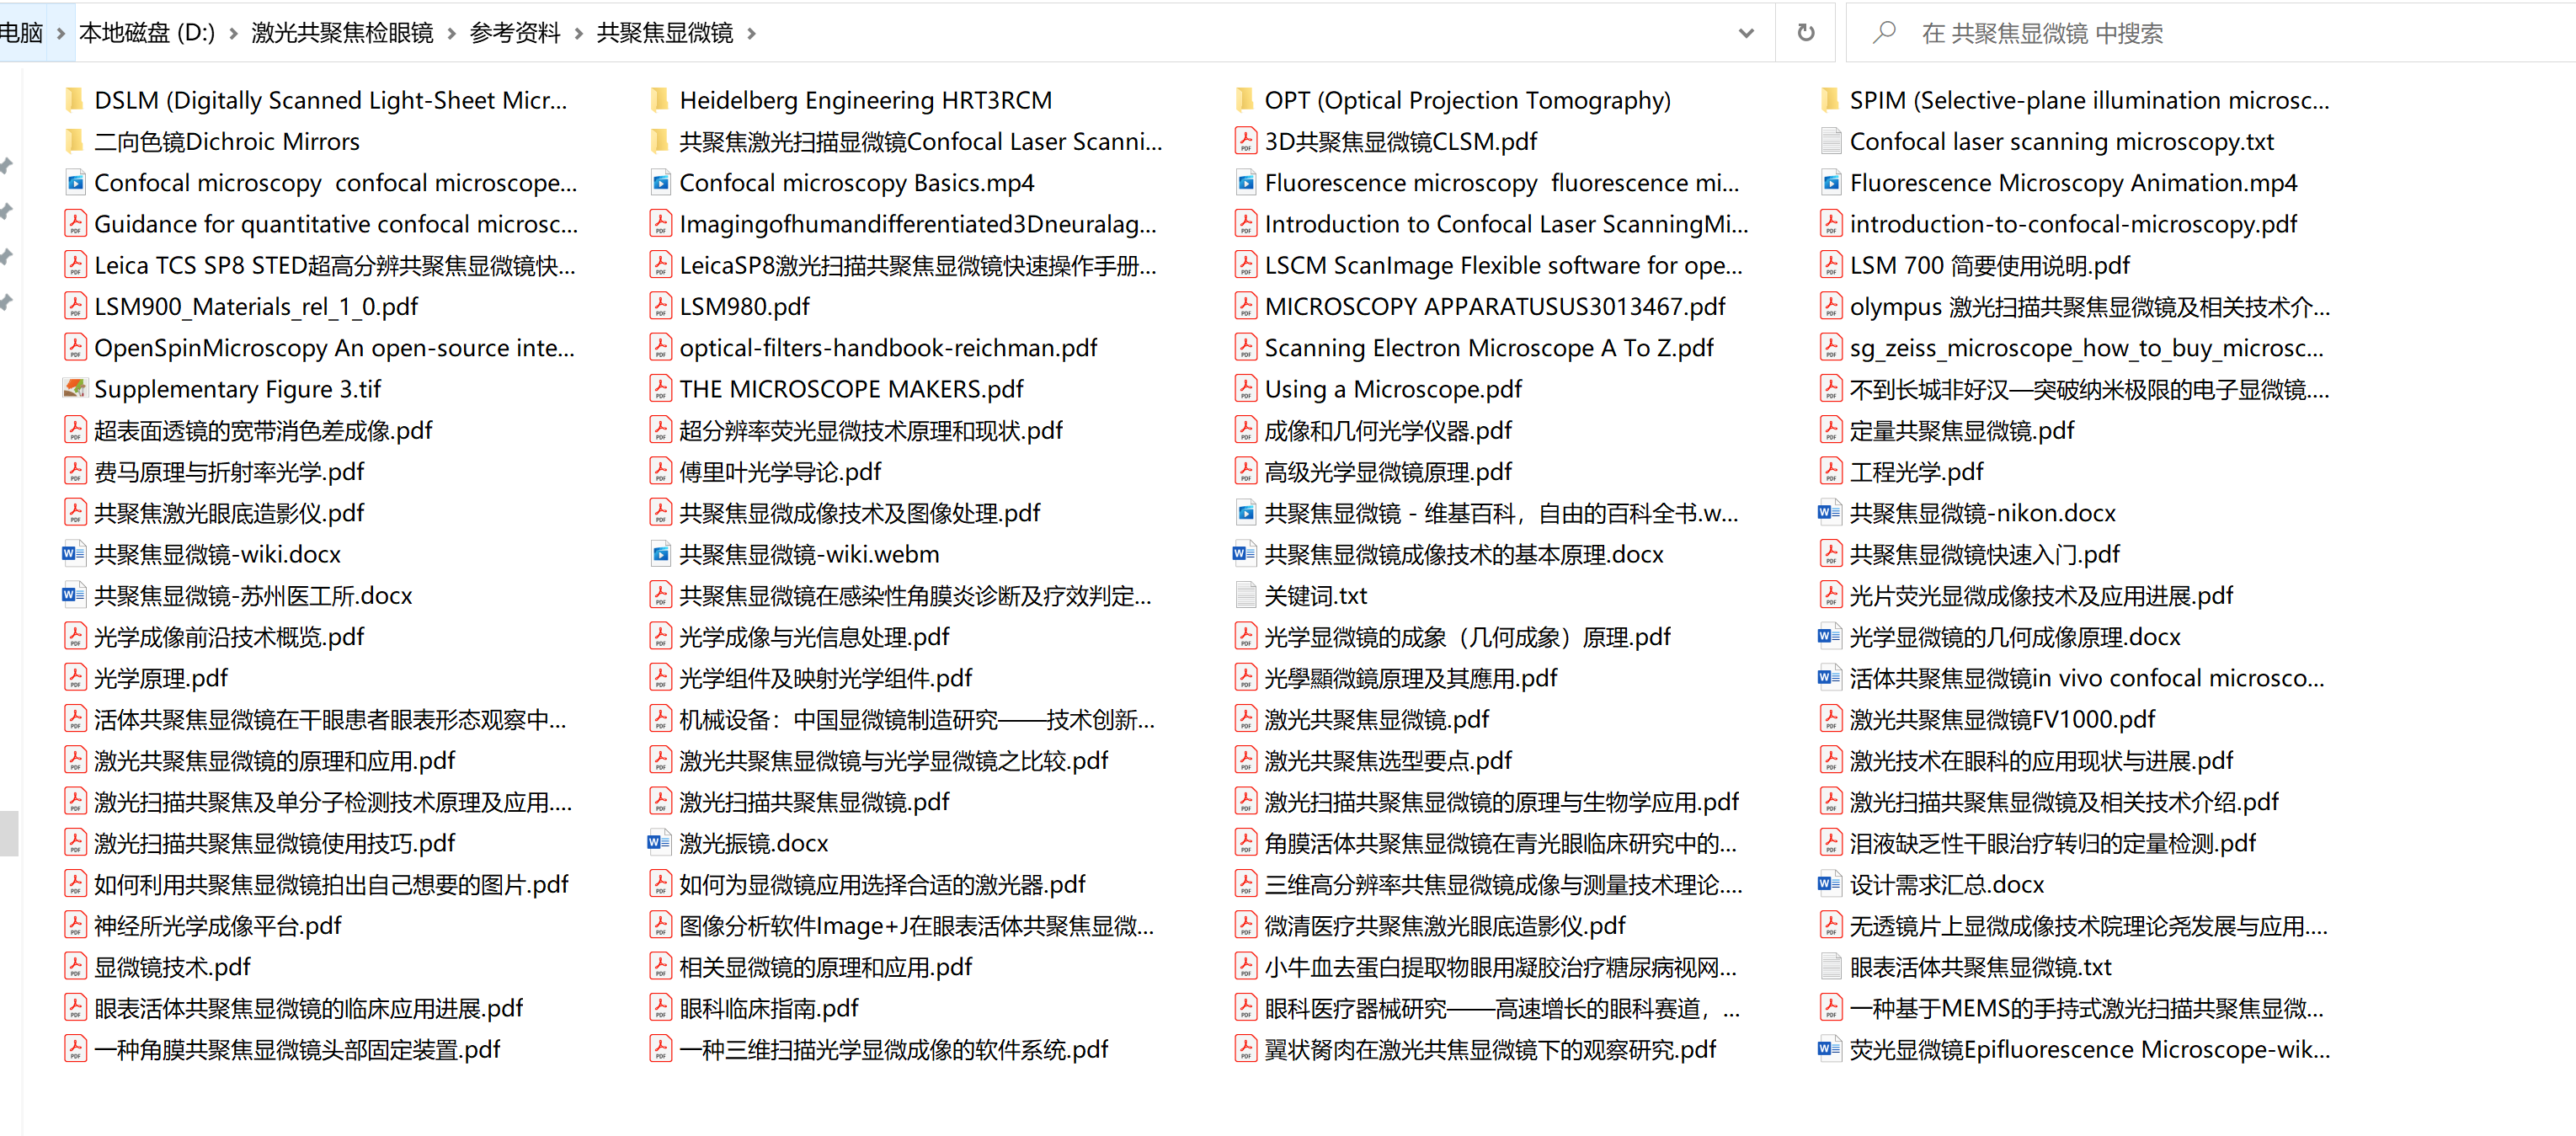 电脑 本地磁盘 (D:) 激光共聚焦检眼镜 参考资料 共聚焦显微镜 在 共聚焦显微镜 中搜索
DSLM (Digitally Scanned Light-Sheet Micr... Heidelberg Engineering HRT3RCM OPT (Optical Projection Tomography) SPIM (Selective-plane illumination microsc...
二向色镜Dichroic Mirrors 共聚焦激光扫描显微镜Confocal Laser Scanni... 3D共聚焦显微镜CLSM.pdf Confocal laser scanning microscopy.txt
Confocal microscopy  confocal microscope... Confocal microscopy Basics.mp4 Fluorescence microscopy  fluorescence mi... Fluorescence Microscopy Animation.mp4
Guidance for quantitative confocal microsc... Imagingofhumandifferentiated3Dneuralag... Introduction to Confocal Laser ScanningMi... introduction-to-confocal-microscopy.pdf
Leica TCS SP8 STED超高分辨共聚焦显微镜快... LeicaSP8激光扫描共聚焦显微镜快速操作手册... LSCM ScanImage Flexible software for ope... LSM 700 简要使用说明.pdf
LSM900_Materials_rel_1_0.pdf LSM980.pdf MICROSCOPY APPARATUSUS3013467.pdf olympus 激光扫描共聚焦显微镜及相关技术介...
OpenSpinMicroscopy An open-source inte... optical-filters-handbook-reichman.pdf Scanning Electron Microscope A To Z.pdf sg_zeiss_microscope_how_to_buy_microsc...
Supplementary Figure 3.tif THE MICROSCOPE MAKERS.pdf Using a Microscope.pdf 不到长城非好汉—突破纳米极限的电子显微镜....
超表面透镜的宽带消色差成像.pdf 超分辨率荧光显微技术原理和现状.pdf 成像和几何光学仪器.pdf 定量共聚焦显微镜.pdf
费马原理与折射率光学.pdf 傅里叶光学导论.pdf 高级光学显微镜原理.pdf 工程光学.pdf
共聚焦激光眼底造影仪.pdf 共聚焦显微成像技术及图像处理.pdf 共聚焦显微镜 - 维基百科，自由的百科全书.w... 共聚焦显微镜-nikon.docx
共聚焦显微镜-wiki.docx 共聚焦显微镜-wiki.webm 共聚焦显微镜成像技术的基本原理.docx 共聚焦显微镜快速入门.pdf
共聚焦显微镜-苏州医工所.docx 共聚焦显微镜在感染性角膜炎诊断及疗效判定... 关键词.txt 光片荧光显微成像技术及应用进展.pdf
光学成像前沿技术概览.pdf 光学成像与光信息处理.pdf 光学显微镜的成象（几何成象）原理.pdf 光学显微镜的几何成像原理.docx
光学原理.pdf 光学组件及映射光学组件.pdf 光學顯微鏡原理及其應用.pdf 活体共聚焦显微镜in vivo confocal microsco...
活体共聚焦显微镜在干眼患者眼表形态观察中... 机械设备：中国显微镜制造研究——技术创新... 激光共聚焦显微镜.pdf 激光共聚焦显微镜FV1000.pdf
激光共聚焦显微镜的原理和应用.pdf 激光共聚焦显微镜与光学显微镜之比较.pdf 激光共聚焦选型要点.pdf 激光技术在眼科的应用现状与进展.pdf
激光扫描共聚焦及单分子检测技术原理及应用.... 激光扫描共聚焦显微镜.pdf 激光扫描共聚焦显微镜的原理与生物学应用.pdf 激光扫描共聚焦显微镜及相关技术介绍.pdf
激光扫描共聚焦显微镜使用技巧.pdf 激光振镜.docx 角膜活体共聚焦显微镜在青光眼临床研究中的... 泪液缺乏性干眼治疗转归的定量检测.pdf
如何利用共聚焦显微镜拍出自己想要的图片.pdf 如何为显微镜应用选择合适的激光器.pdf 三维高分辨率共焦显微镜成像与测量技术理论.... 设计需求汇总.docx
神经所光学成像平台.pdf 图像分析软件Image+J在眼表活体共聚焦显微... 微清医疗共聚焦激光眼底造影仪.pdf 无透镜片上显微成像技术院理论尧发展与应用....
显微镜技术.pdf 相关显微镜的原理和应用.pdf 小牛血去蛋白提取物眼用凝胶治疗糖尿病视网... 眼表活体共聚焦显微镜.txt
眼表活体共聚焦显微镜的临床应用进展.pdf 眼科临床指南.pdf 眼科医疗器械研究——高速增长的眼科赛道，... 一种基于MEMS的手持式激光扫描共聚焦显微...
一种角膜共聚焦显微镜头部固定装置.pdf 一种三维扫描光学显微成像的软件系统.pdf 翼状胬肉在激光共焦显微镜下的观察研究.pdf 荧光显微镜Epifluorescence Microscope-wik...